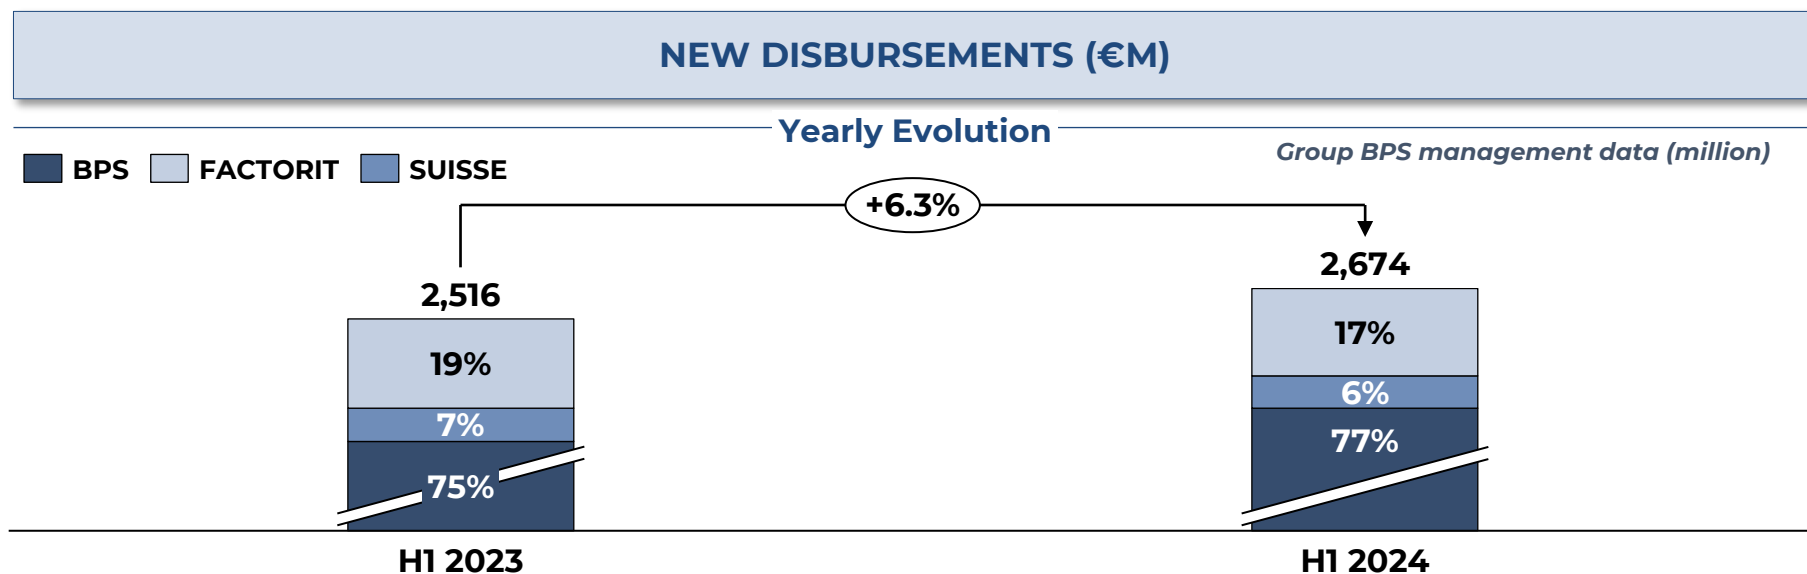 NEW DISBURSEMENTS (€M)
Yearly Evolution
Group BPS management data (million)
BPS FACTORIT SUISSE
+6.3%
2,516
2,674
19%
17%
7%
6%
75%
77%
H1 2023
H1 2024